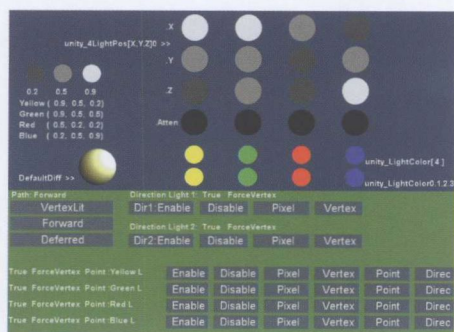 .X
unity_4LightPos[X,Y,Z]0 >>
.Y
0.2 0.5 0.9
.Z
Yellow ( 0.9, 0.5, 0.2)
Green ( 0.9, 0.5, 0.5)
Red ( 0.5, 0.2, 0.2)
Blue ( 0.2, 0.5, 0.9)
Atten
unity_LightColor[ 4 ]
DefaultDiff >>
unity_LightColor0.1.2.3
Path: Forward
VertexLit
Forward
Deferred
Direction Light 1: True ForceVertex
Dir1:Enable Disable Pixel Vertex
Direction Light 2: True ForceVertex
Dir2:Enable Disable Pixel Vertex
True ForceVertex Point :Yellow L Enable Disable Pixel Vertex Point Direc
True ForceVertex Point :Green L Enable Disable Pixel Vertex Point Direc
True ForceVertex Point :Red L Enable Disable Pixel Vertex Point Direc
True ForceVertex Point :Blue L Enable Disable Pixel Vertex Point Direc